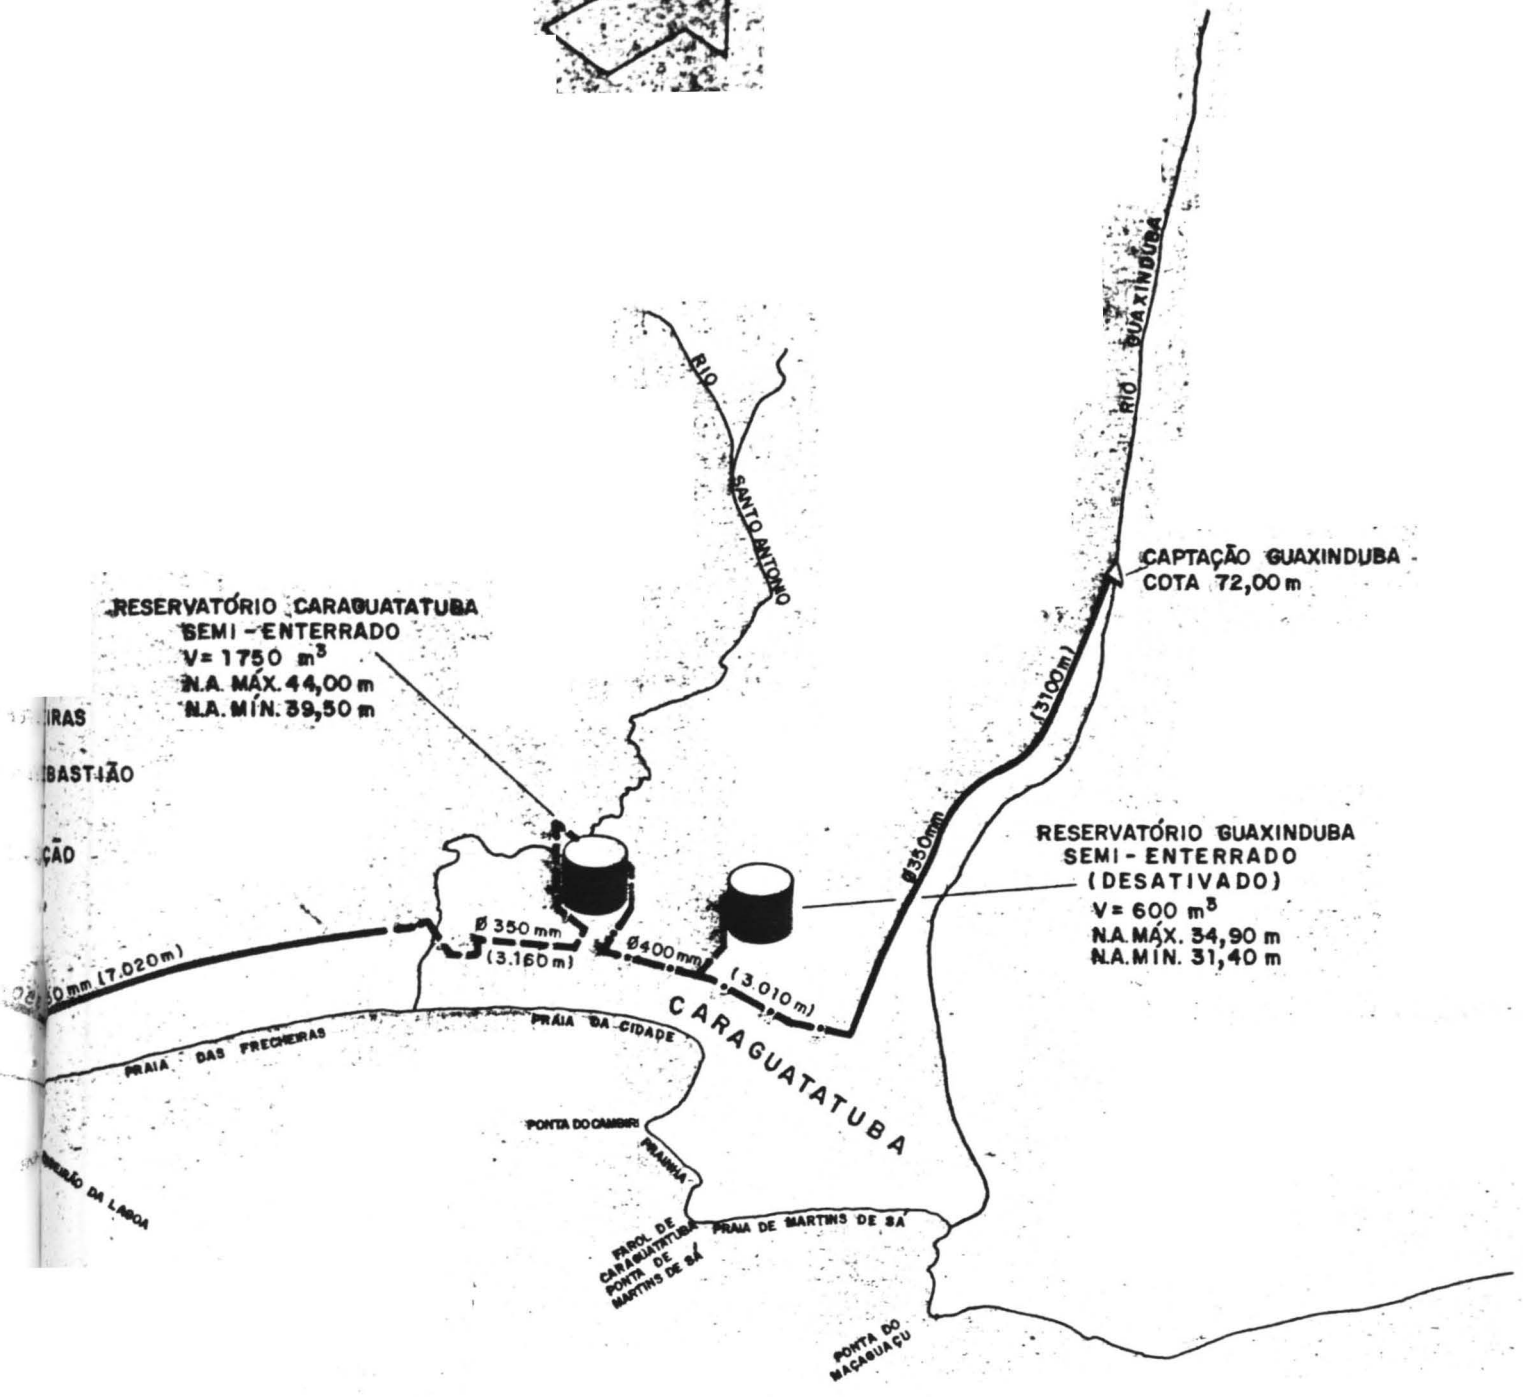 RIO GUAXINDUBA
RIO
SANTO ANTONIO
CAPTAÇÃO GUAXINDUBA
COTA 72,00 m
RESERVATÓRIO CARAGUATATUBA
SEMI-ENTERRADO
V= 1750 m³
N.A. MÁX. 44,00 m
N.A. MÍN. 39,50 m
(3.100m)
IRAS
BASTIÃO
ÇÃO
Ø350mm
RESERVATÓRIO GUAXINDUBA
SEMI-ENTERRADO
(DESATIVADO)
V= 600 m³
N.A. MÁX. 34,90 m
N.A. MIN. 31,40 m
Ø 350 mm
(3.160 m)
Ø400 mm
(3.010 m)
mm (7.020 m)
CARAGUATATUBA
PRAIA DAS FRECHEIRAS
PRAIA DA CIDADE
PONTA DO CAMBIRI
PRAINHA
DA LAGOA
FAROL DE
CARAGUATATUBA
PONTA DE
MARTINS DE SÁ
PRAIA DE MARTINS DE SÁ
PONTA DO
MAÇAGUAÇU